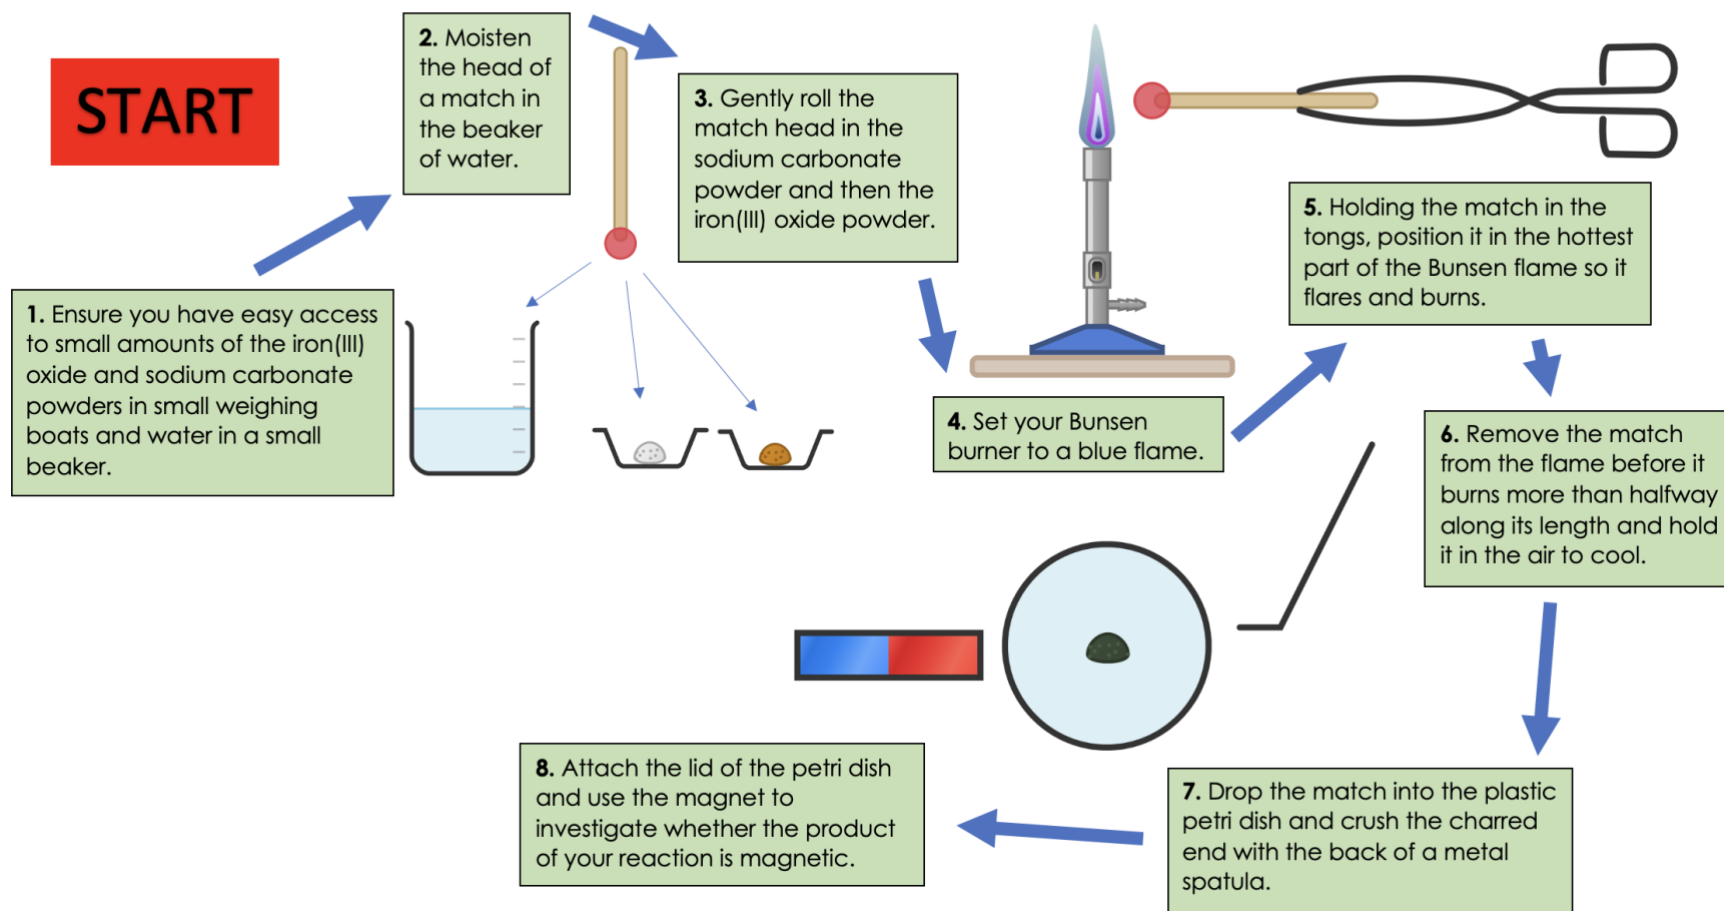 START
1. Ensure you have easy access
to small amounts of the iron(III)
oxide and sodium carbonate
powders in small weighing
boats and water in a small
beaker.
2. Moisten
the head of
a match in
the beaker
of water.
3. Gently roll the
match head in the
sodium carbonate
powder and then the
iron(III) oxide powder.
4. Set your Bunsen
burner to a blue flame.
5. Holding the match in the
tongs, position it in the hottest
part of the Bunsen flame so it
flares and burns.
6. Remove the match
from the flame before it
burns more than halfway
along its length and hold
it in the air to cool.
7. Drop the match into the plastic
petri dish and crush the charred
end with the back of a metal
spatula.
8. Attach the lid of the petri dish
and use the magnet to
investigate whether the product
of your reaction is magnetic.